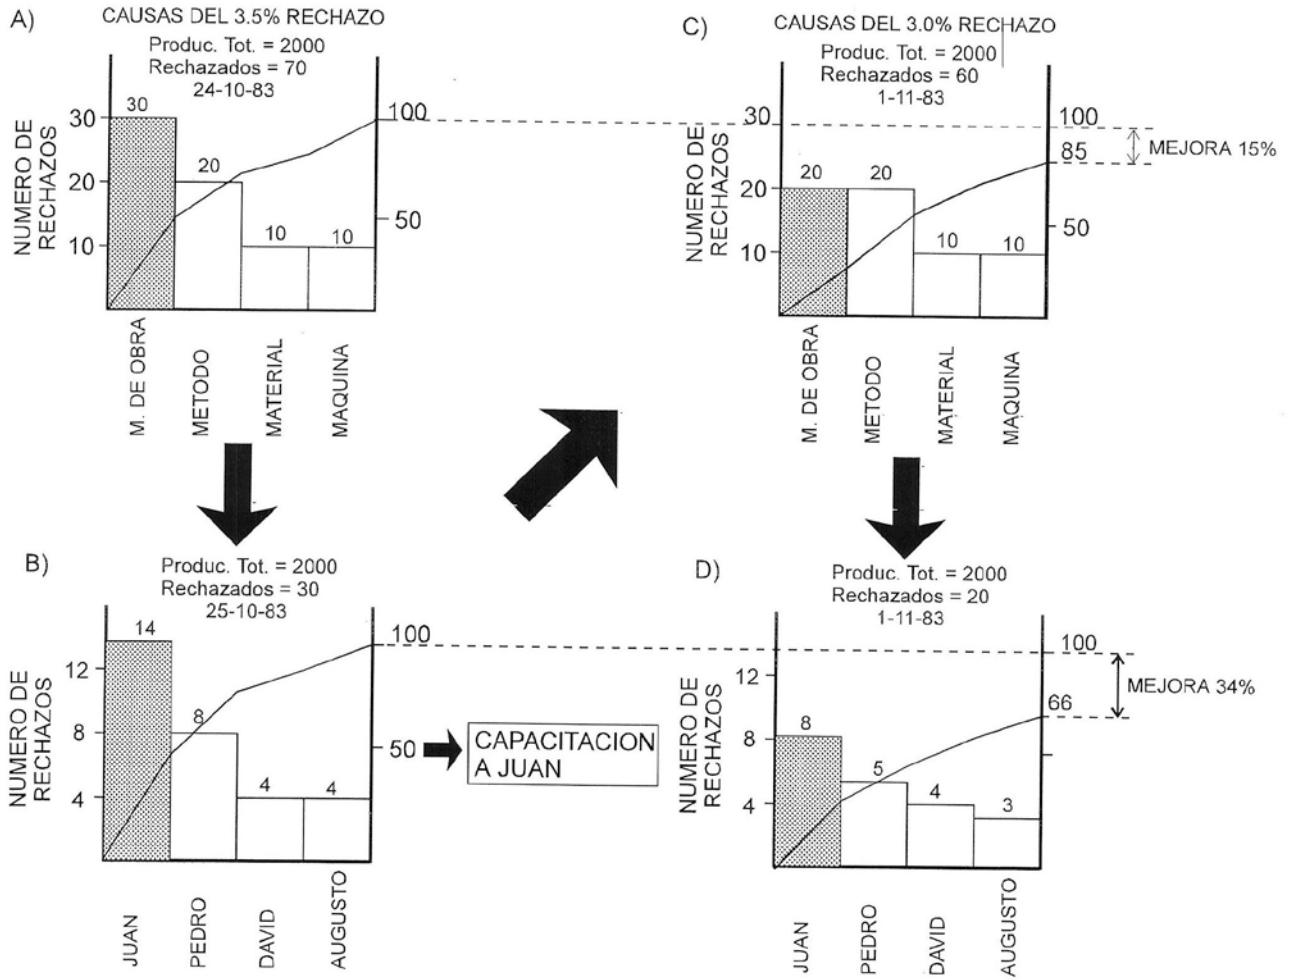 A)
CAUSAS DEL 3.5% RECHAZO
Produc. Tot. = 2000
Rechazados = 70
24-10-83
NUMERO DE
RECHAZOS
30
20
10
30
20
10
10
100
50
M. DE OBRA
METODO
MATERIAL
MAQUINA
C)
CAUSAS DEL 3.0% RECHAZO
Produc. Tot. = 2000
Rechazados = 60
1-11-83
NUMERO DE
RECHAZOS
30
20
10
20
20
10
10
100
85
50
MEJORA 15%
M. DE OBRA
METODO
MATERIAL
MAQUINA
B)
Produc. Tot. = 2000
Rechazados = 30
25-10-83
NUMERO DE
RECHAZOS
12
8
4
14
8
4
4
100
50
CAPACITACION
A JUAN
JUAN
PEDRO
DAVID
AUGUSTO
D)
Produc. Tot. = 2000
Rechazados = 20
1-11-83
NUMERO DE
RECHAZOS
12
8
4
8
5
4
3
100
66
MEJORA 34%
JUAN
PEDRO
DAVID
AUGUSTO